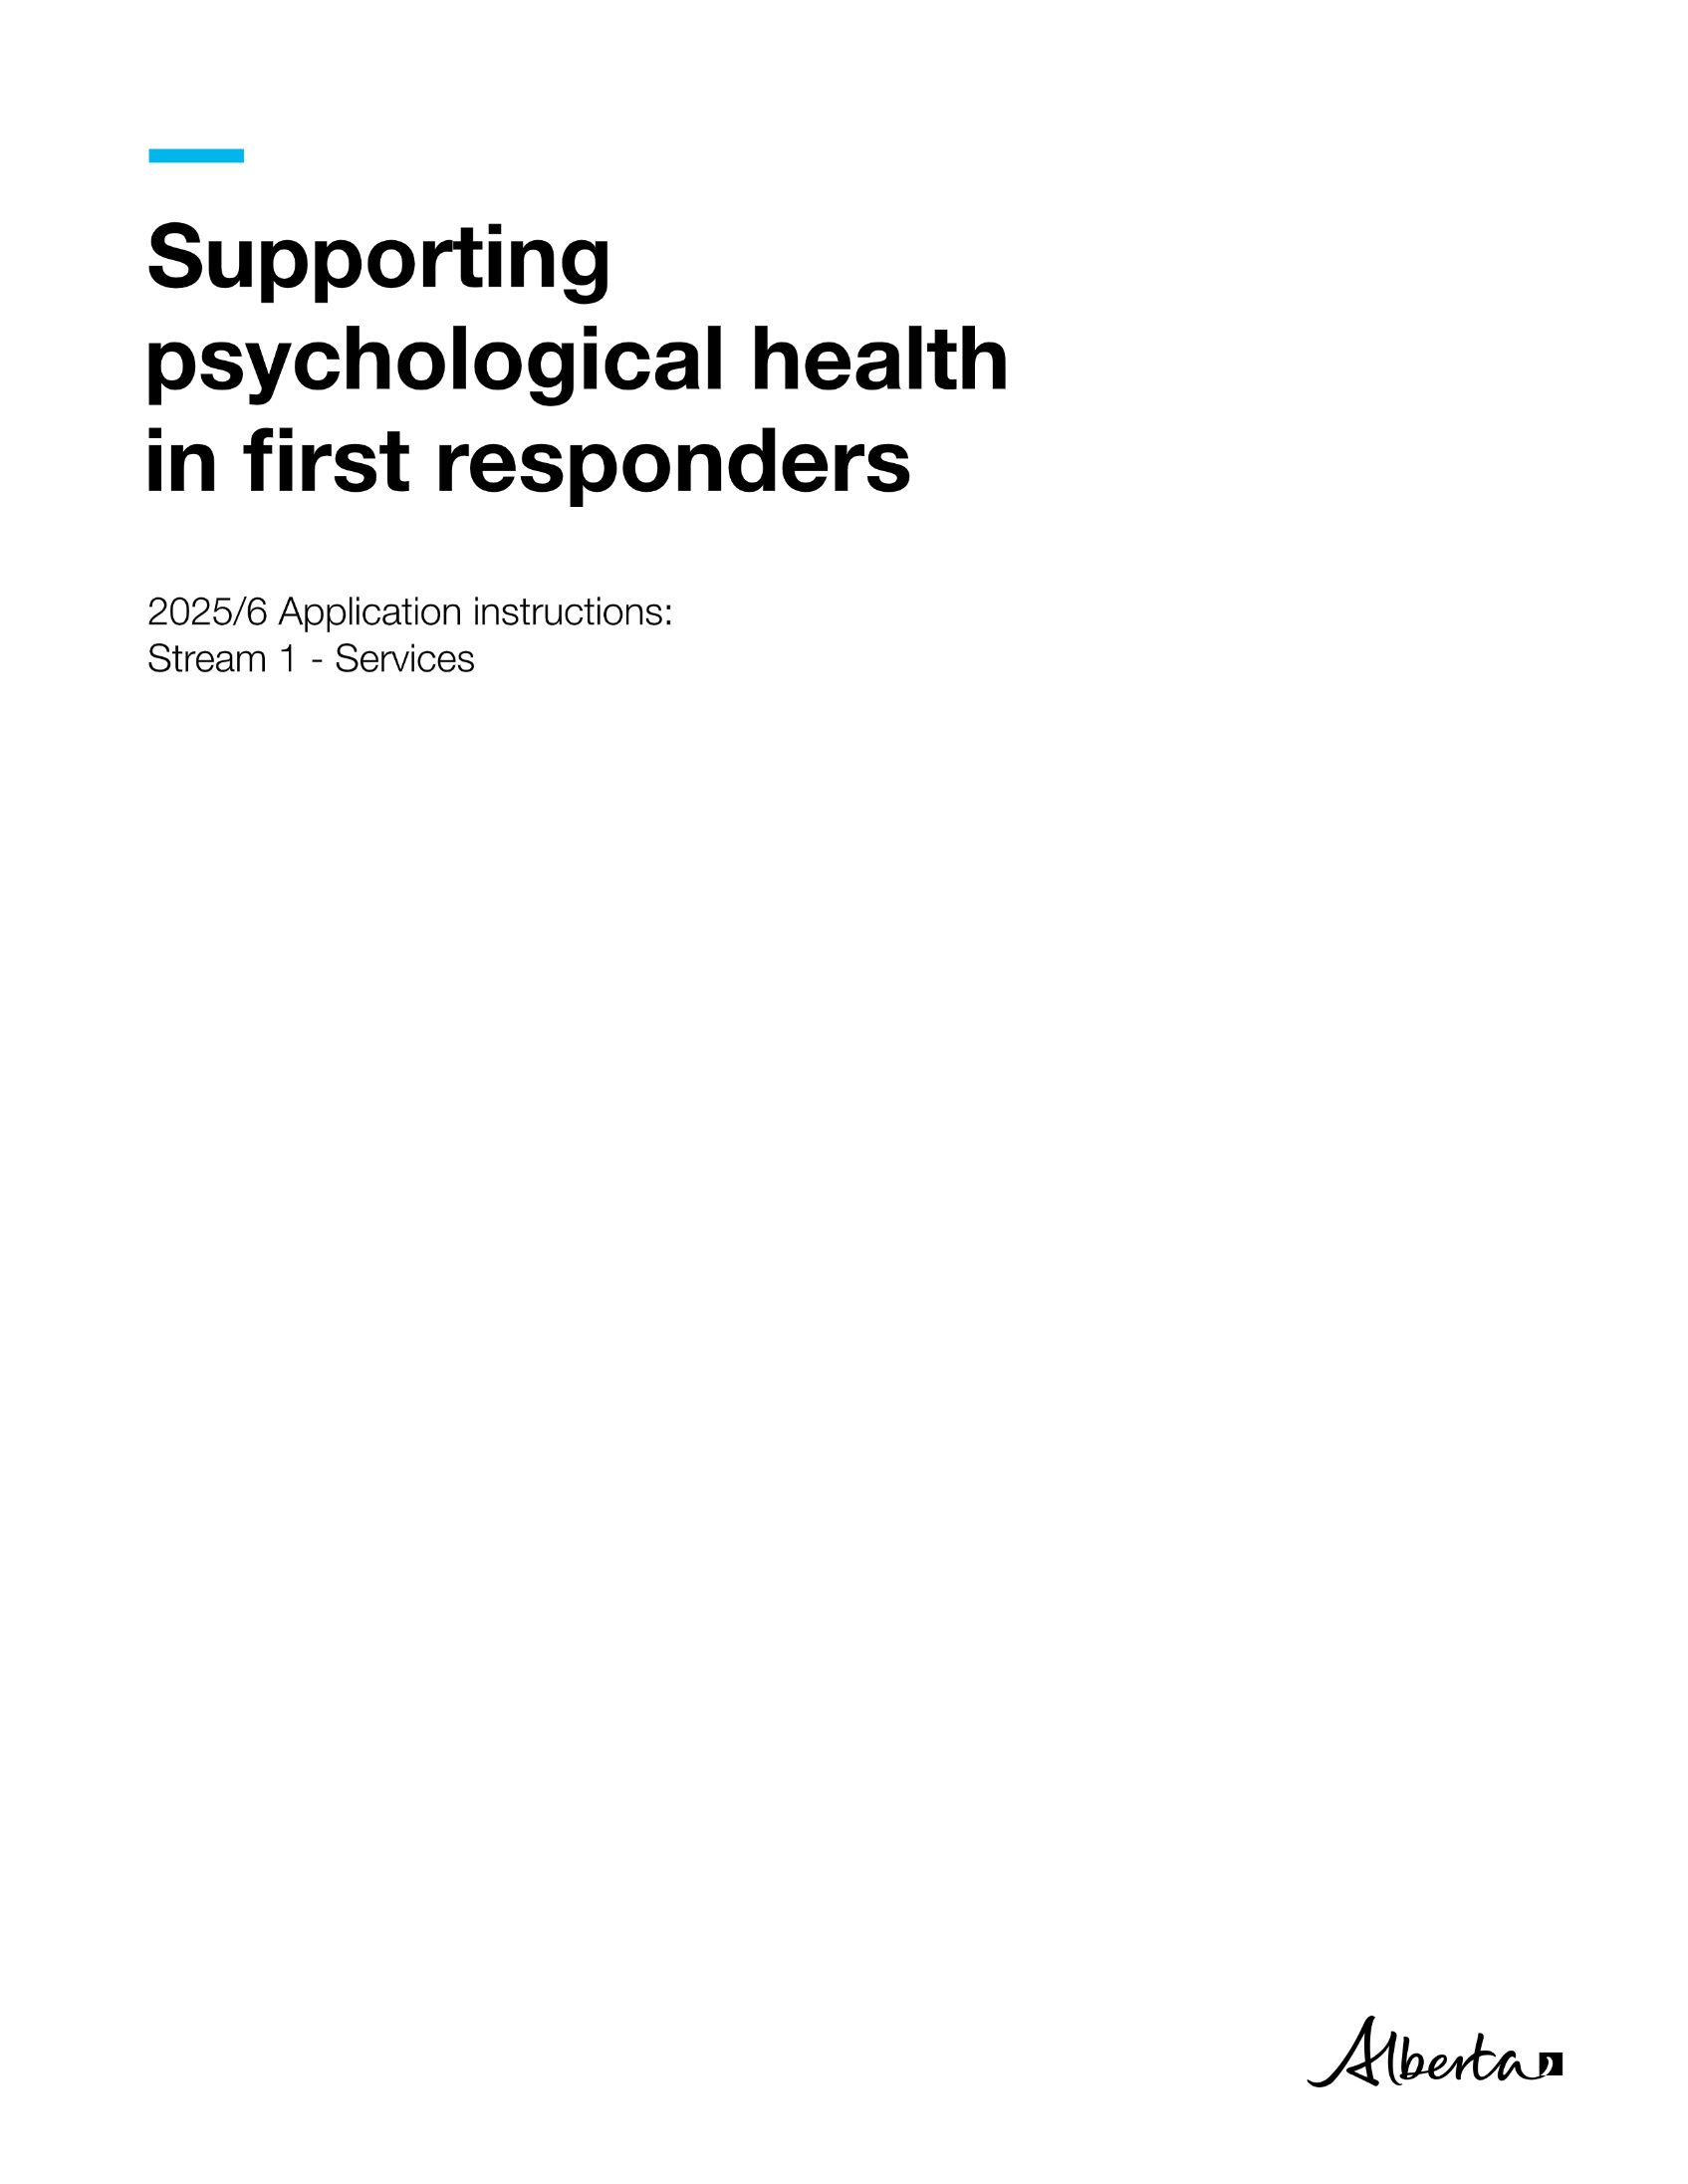 Supporting
psychological health
in first responders
2025/6 Application instructions:
Stream 1 - Services
Alberta